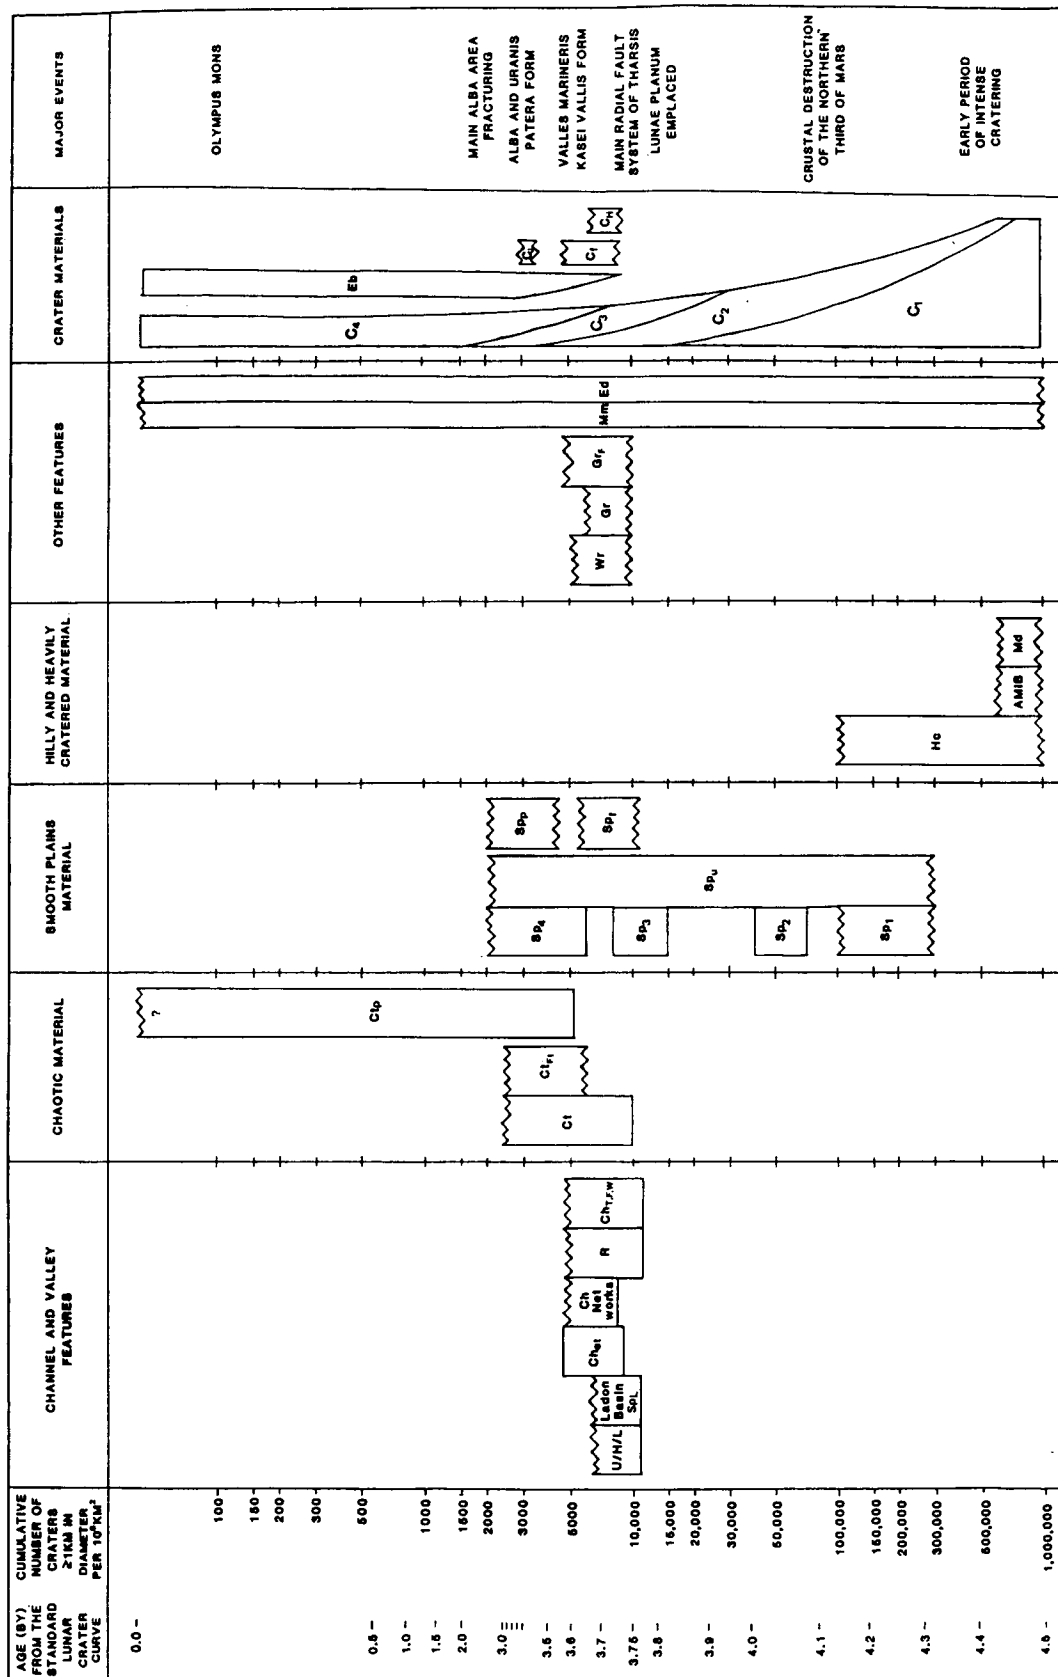 AGE (BY)
FROM THE
STANDARD
LUNAR
CRATER
CURVE
CUMULATIVE
NUMBER OF
CRATERS
≥1KM IN
DIAMETER
PER 10⁶KM²
CHANNEL AND VALLEY
FEATURES
CHAOTIC MATERIAL
SMOOTH PLAINS
MATERIAL
HILLY AND HEAVILY
CRATERED MATERIAL
OTHER FEATURES
CRATER MATERIALS
MAJOR EVENTS
0.0 –
0.5 –
1.0 –
1.5 –
2.0 –
3.0
3.5 –
3.6 –
3.7 –
3.75 –
3.8 –
3.9 –
4.0 –
4.1 –
4.2 –
4.3 –
4.4 –
4.5 –
100
150
200
300
500
1000
1500
2000
3000
5000
10,000
15,000
20,000
30,000
50,000
100,000
150,000
200,000
300,000
500,000
1,000,000
U/H/L
Ladon
Basin
SpL
Chet
Ch
Net
works
R
ChT,F,W
Ct
CtFr
Ctp
?
Sp4
Sp3
Sp2
Sp1
Spu
Spp
Spf
Hc
AMIB
Md
Wr
Gr
GrF
Mm
Ed
C4
C3
C2
C1
Eb
Cf
CH
OLYMPUS MONS
MAIN ALBA AREA
FRACTURING
ALBA AND URANIS
PATERA FORM
VALES MARINERIS
KASEI VALLIS FORM
MAIN RADIAL FAULT
SYSTEM OF THARSIS
LUNAE PLANUM
EMPLACED
CRUSTAL DESTRUCTION
OF THE NORTHERN
THIRD OF MARS
EARLY PERIOD
OF INTENSE
CRATERING